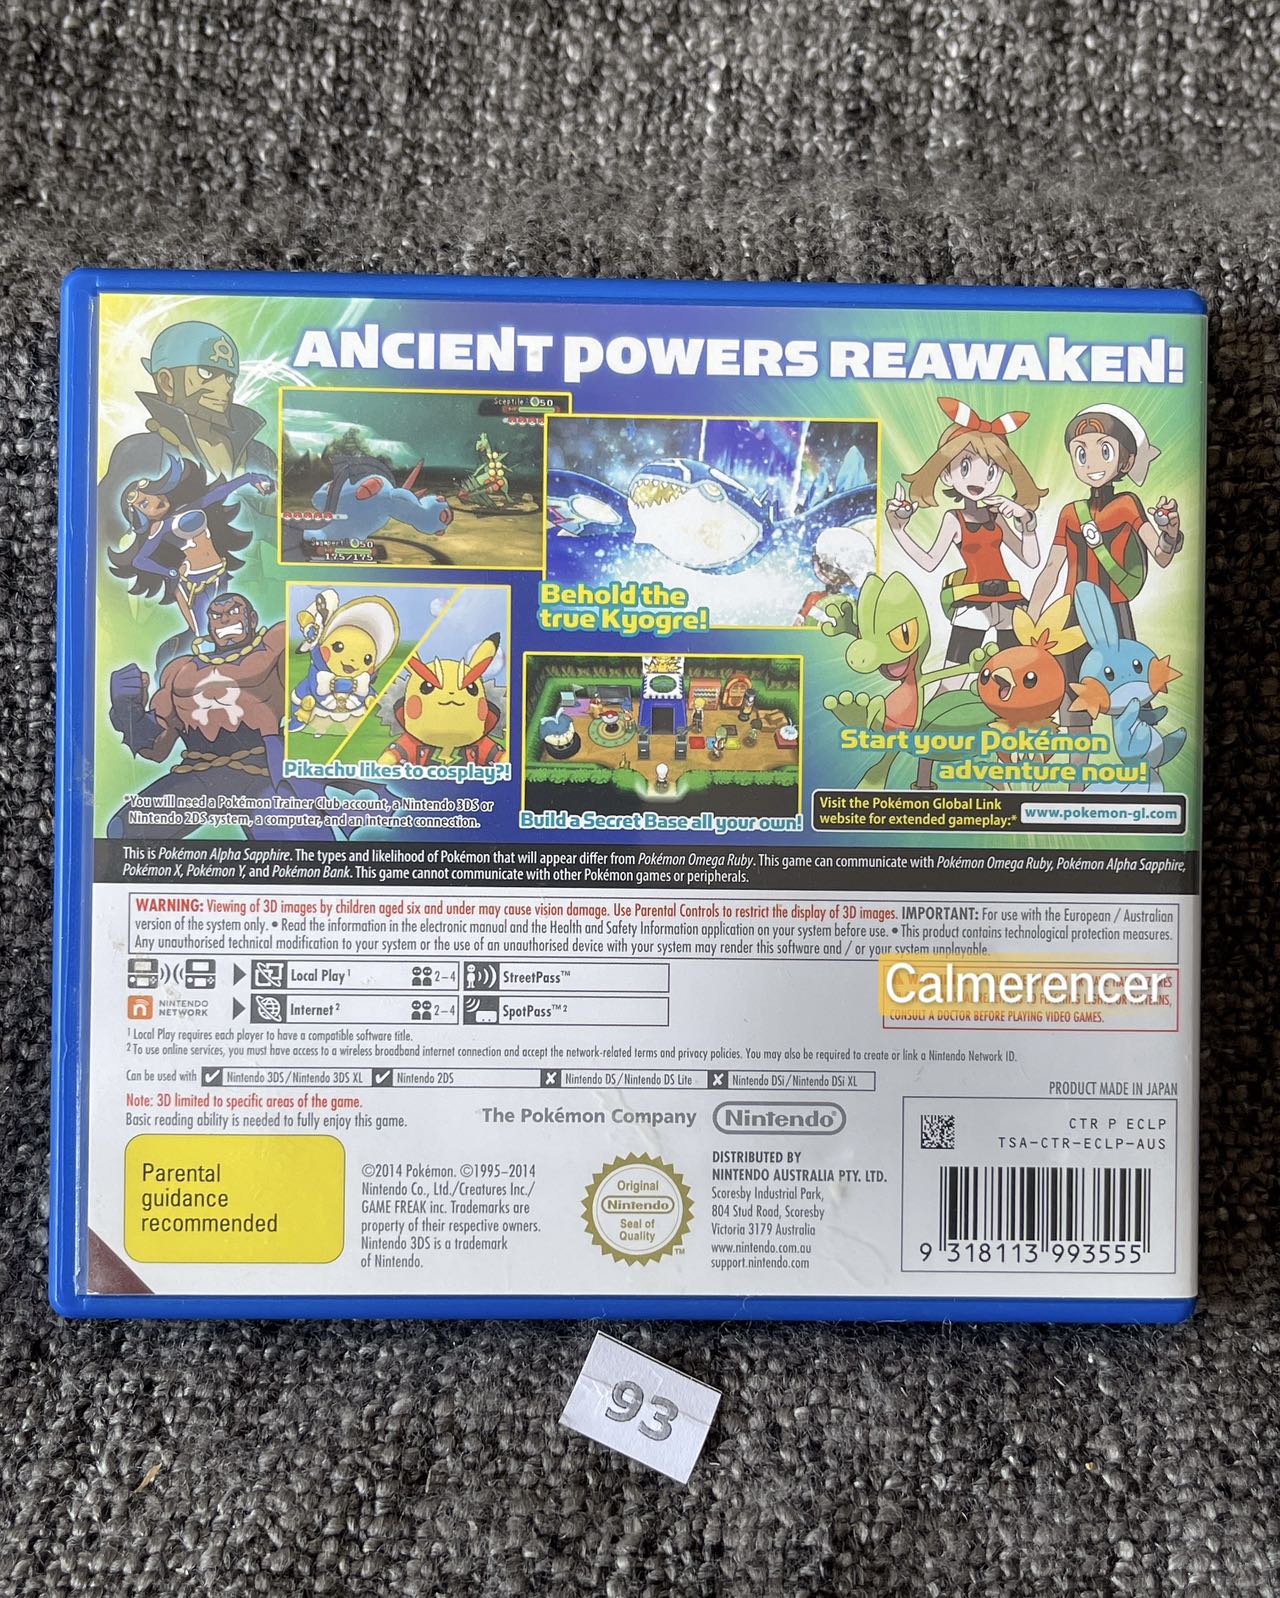 ANCIENT POWERS REAWAKEN!
Sceptile 50
50
175/175
Behold the
true Kyogre!
Pikachu likes to cosplay?!
Build a Secret Base all your own!
Start your Pokémon
adventure now!
*You will need a Pokémon Trainer Club account, a Nintendo 3DS or
Nintendo 2DS system, a computer, and an internet connection.
Visit the Pokémon Global Link
website for extended gameplay:*
www.pokemon-gl.com
This is Pokémon Alpha Sapphire. The types and likelihood of Pokémon that will appear differ from Pokémon Omega Ruby. This game can communicate with Pokémon Omega Ruby, Pokémon Alpha Sapphire,
Pokémon X, Pokémon Y, and Pokémon Bank. This game cannot communicate with other Pokémon games or peripherals.
WARNING: Viewing of 3D images by children aged six and under may cause vision damage. Use Parental Controls to restrict the display of 3D images. IMPORTANT: For use with the European / Australian
version of the system only. • Read the information in the electronic manual and the Health and Safety Information application on your system before use. • This product contains technological protection measures.
Any unauthorised technical modification to your system or the use of an unauthorised device with your system may render this software and / or your system unplayable.
Local Play¹ 2–4 StreetPass™
NINTENDO
NETWORK
Internet² 2–4 SpotPass™²
Calmerencer
CONSULT A DOCTOR BEFORE PLAYING VIDEO GAMES.
¹ Local Play requires each player to have a compatible software title.
² To use online services, you must have access to a wireless broadband internet connection and accept the network-related terms and privacy policies. You may also be required to create or link a Nintendo Network ID.
Can be used with ✓ Nintendo 3DS/Nintendo 3DS XL ✓ Nintendo 2DS ✗ Nintendo DS/Nintendo DS Lite ✗ Nintendo DSi/Nintendo DSi XL
PRODUCT MADE IN JAPAN
Note: 3D limited to specific areas of the game.
Basic reading ability is needed to fully enjoy this game.
The Pokémon Company
Nintendo®
CTR P ECLP
TSA-CTR-ECLP-AUS
Parental
guidance
recommended
©2014 Pokémon. ©1995–2014
Nintendo Co., Ltd./Creatures Inc./
GAME FREAK inc. Trademarks are
property of their respective owners.
Nintendo 3DS is a trademark
of Nintendo.
Original
Nintendo
Seal of
Quality
™
DISTRIBUTED BY
NINTENDO AUSTRALIA PTY. LTD.
Scoresby Industrial Park,
804 Stud Road, Scoresby
Victoria 3179 Australia
www.nintendo.com.au
support.nintendo.com
9 318113 993555
93